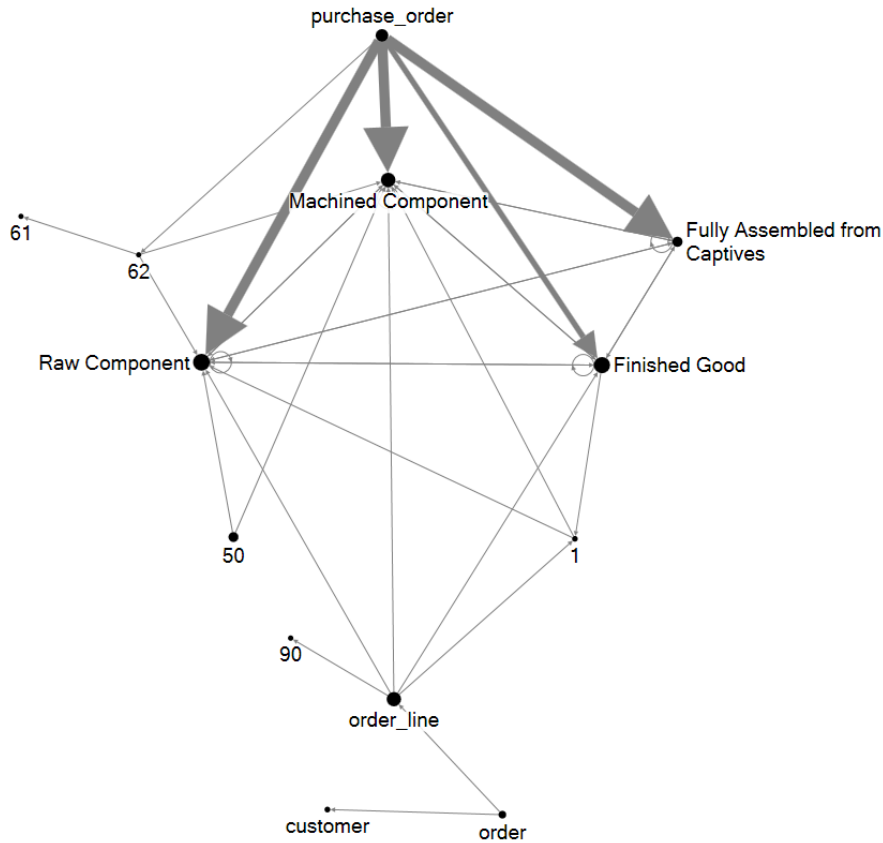 purchase_order
Machined Component
61
62
Fully Assembled from
Captives
Raw Component
Finished Good
50
1
90
order_line
customer
order